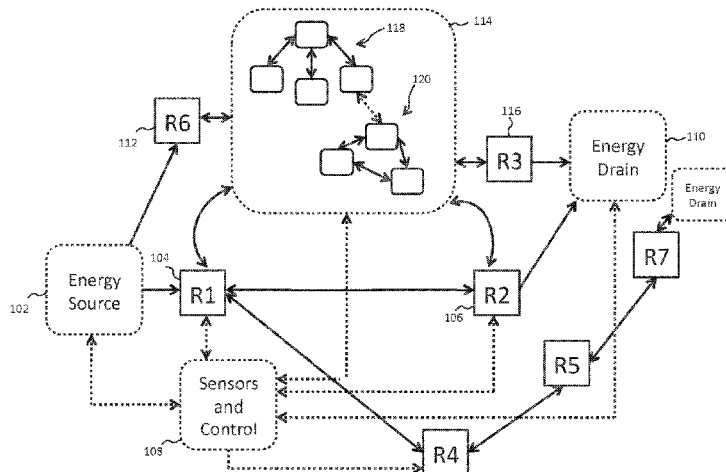 118
114
120
R6
112
116
R3
Energy
Drain
110
Energy
Drain
R7
104
Energy
Source
102
R1
R2
106
R5
Sensors
and
Control
108
R4